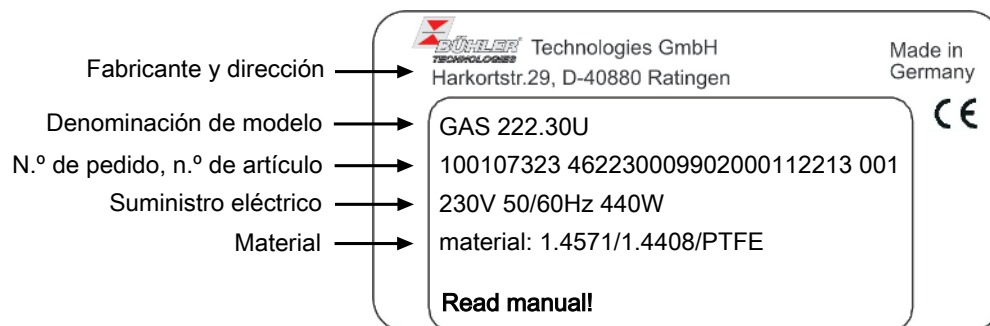 BÜHLER TECHNOLOGIES Technologies GmbH
Made in Germany
Fabricante y dirección
Harkortstr.29, D-40880 Ratingen
CE
Denominación de modelo
GAS 222.30U
N.º de pedido, n.º de artículo
100107323 462230009902000112213 001
Suministro eléctrico
230V 50/60Hz 440W
Material
material: 1.4571/1.4408/PTFE
Read manual!